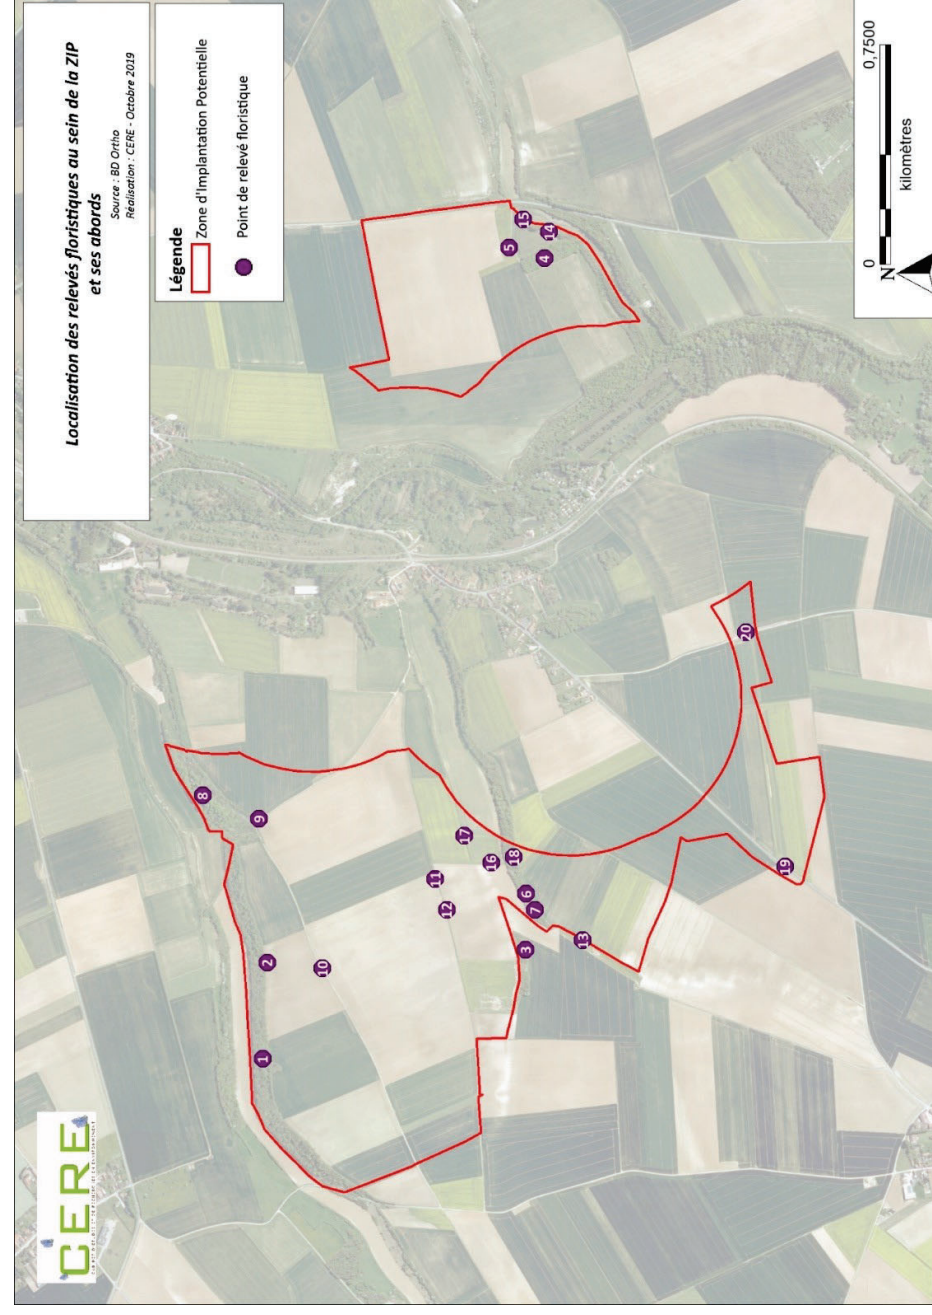 Localisation des relevés floristiques au sein de la ZIP
et ses abords
Source : BD Ortho
Réalisation : CERE - Octobre 2019
Légende
Zone d'Implantation Potentielle
Point de relevé floristique
CERE
1
2
10
8
9
11
12
17
16
18
6
7
3
13
19
20
5
15
4
14
0
0,7500
kilomètres
N